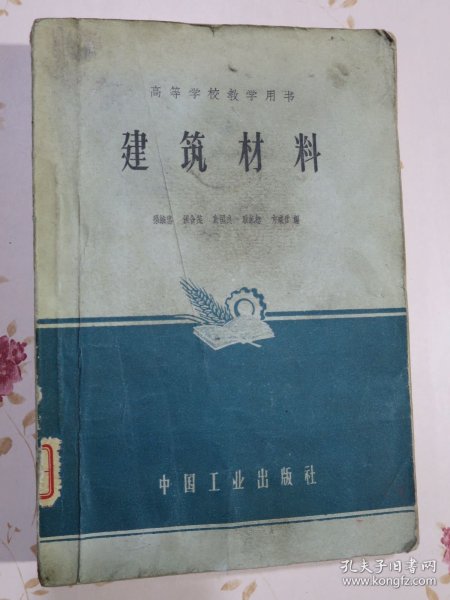 高等学校教学用书
建筑材料
编
中国工业出版社
孔夫子旧书网
www.kongfz.com